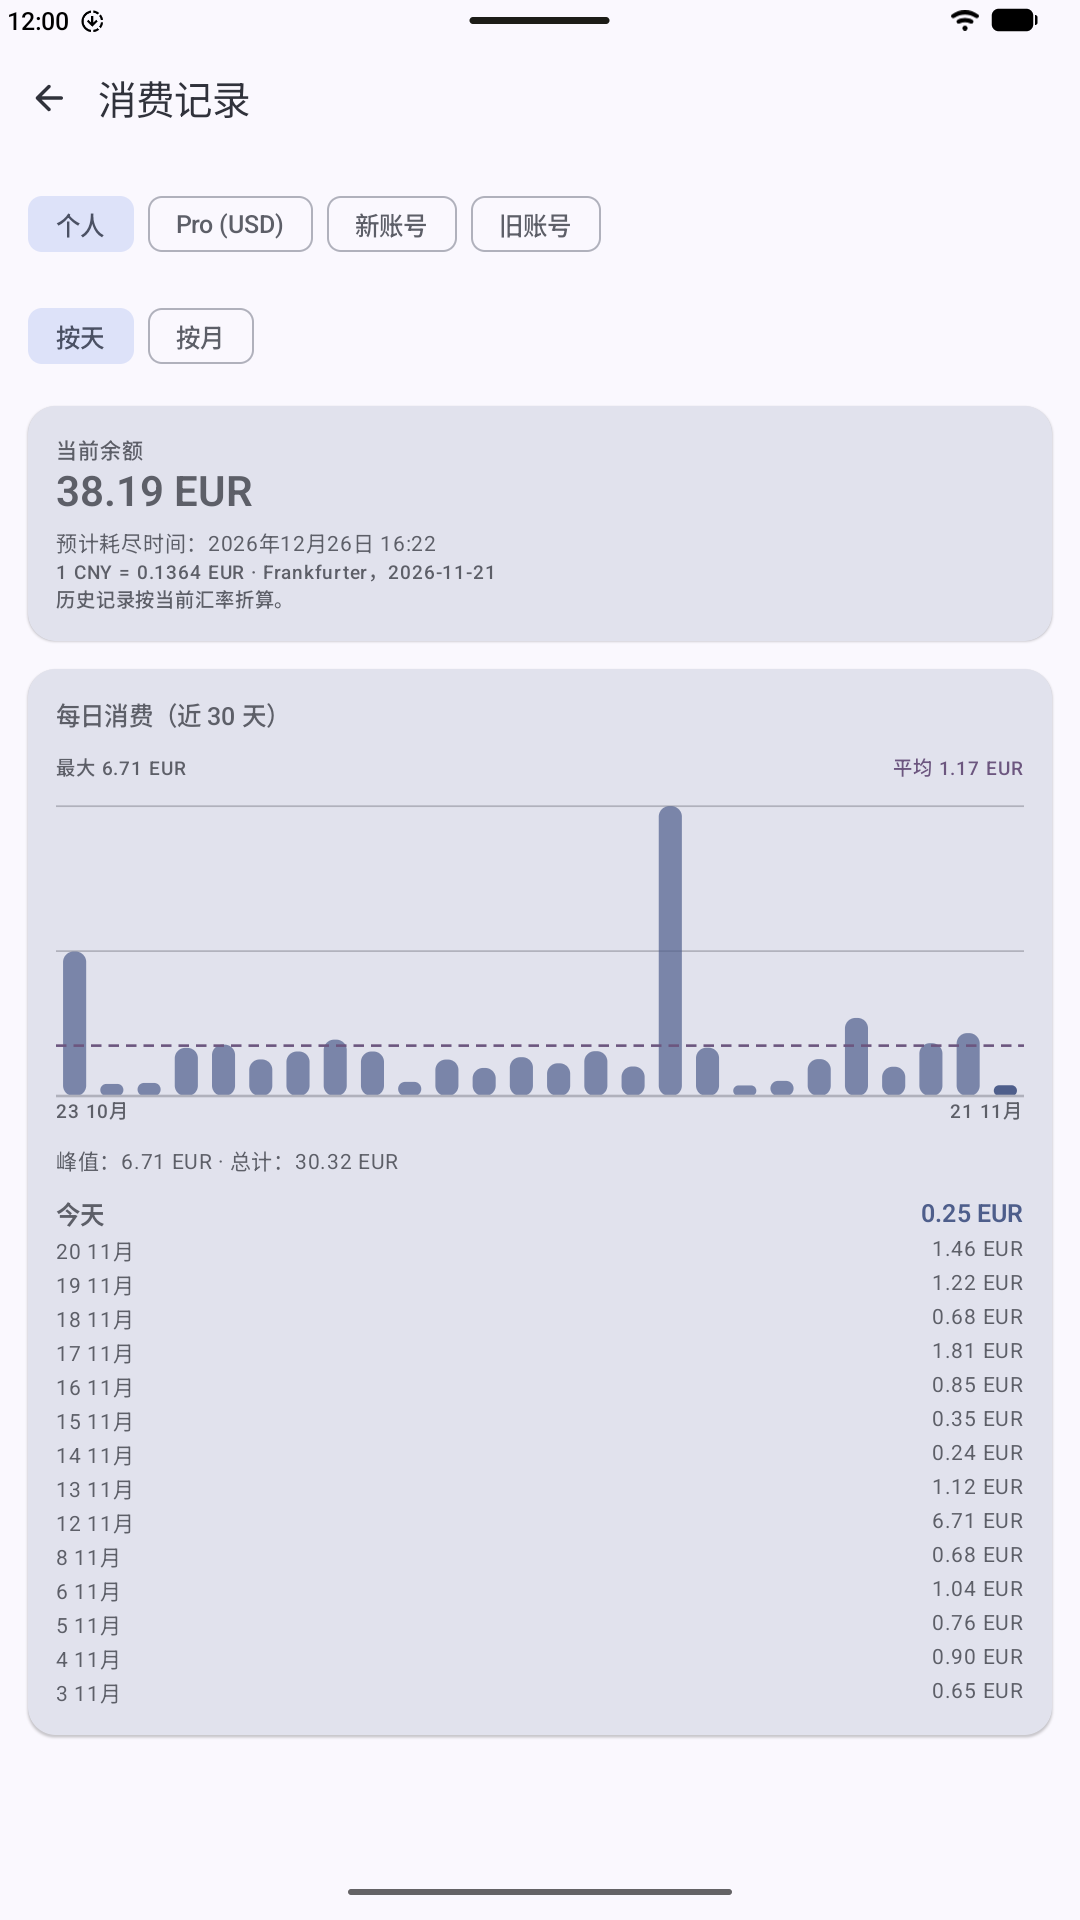 12:00
消费记录
个人 Pro (USD) 新账号 旧账号
按天 按月
当前余额
38.19 EUR
预计耗尽时间：2026年12月26日 16:22
1 CNY = 0.1364 EUR · Frankfurter，2026-11-21
历史记录按当前汇率折算。
每日消费（近 30 天）
最大 6.71 EUR 平均 1.17 EUR
23 10月 21 11月
峰值：6.71 EUR · 总计：30.32 EUR
今天 0.25 EUR
20 11月 1.46 EUR
19 11月 1.22 EUR
18 11月 0.68 EUR
17 11月 1.81 EUR
16 11月 0.85 EUR
15 11月 0.35 EUR
14 11月 0.24 EUR
13 11月 1.12 EUR
12 11月 6.71 EUR
8 11月 0.68 EUR
6 11月 1.04 EUR
5 11月 0.76 EUR
4 11月 0.90 EUR
3 11月 0.65 EUR